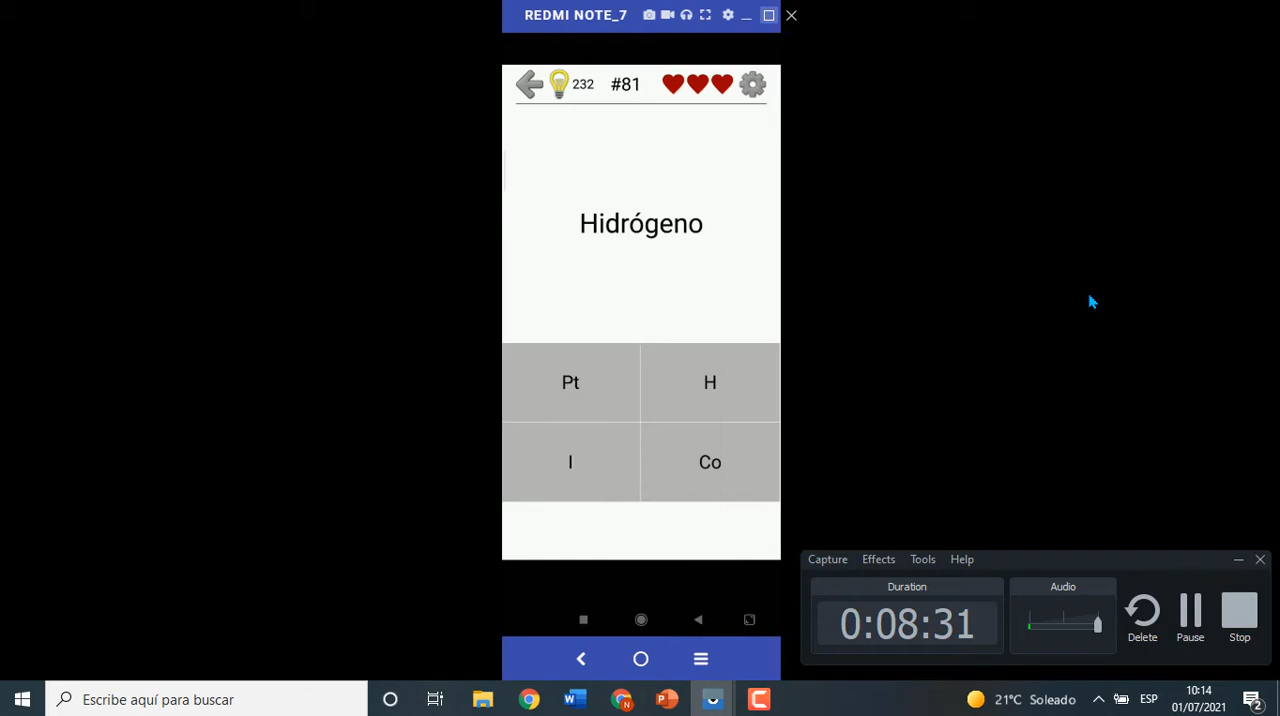 REDMI NOTE_7
232 #81
Hidrógeno
Pt H
I Co
Capture Effects Tools Help
Duration Audio
0:08:31
Delete Pause Stop
Escribe aquí para buscar
21°C Soleado
ESP
10:14
01/07/2021
2